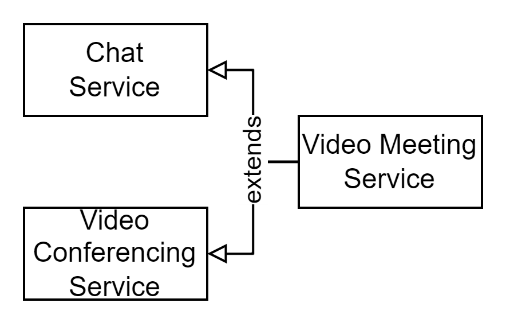 Chat
Service
extends
Video Meeting
Service
Video
Conferencing
Service